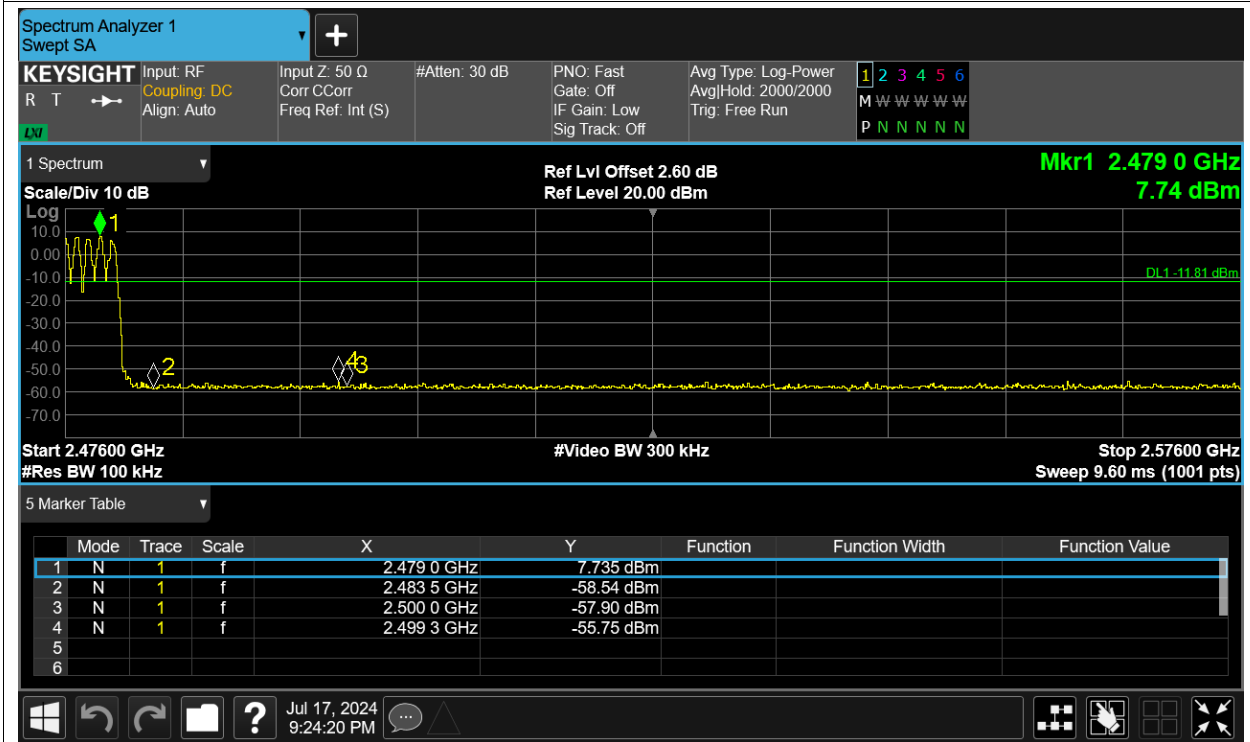 Spectrum Analyzer 1
Swept SA
KEYSIGHT Input: RF Input Z: 50 Ω #Atten: 30 dB PNO: Fast Avg Type: Log-Power 1 2 3 4 5 6
R T Coupling: DC Corr CCorr Gate: Off Avg|Hold: 2000/2000 M W W W W W W
Align: Auto Freq Ref: Int (S) IF Gain: Low Trig: Free Run
LXI Sig Track: Off P N N N N N N
1 Spectrum Ref Lvl Offset 2.60 dB Mkr1 2.479 0 GHz
Scale/Div 10 dB Ref Level 20.00 dBm 7.74 dBm
Log
1
10.0
0.00
-10.0 DL1 -11.81 dBm
-20.0
-30.0
-40.0
-50.0 2 4 3
-60.0
-70.0
Start 2.47600 GHz #Video BW 300 kHz Stop 2.57600 GHz
#Res BW 100 kHz Sweep 9.60 ms (1001 pts)
5 Marker Table
Mode Trace Scale X Y Function Function Width Function Value
1 N 1 f 2.479 0 GHz 7.735 dBm
2 N 1 f 2.483 5 GHz -58.54 dBm
3 N 1 f 2.500 0 GHz -57.90 dBm
4 N 1 f 2.499 3 GHz -55.75 dBm
5
6
? Jul 17, 2024
9:24:20 PM